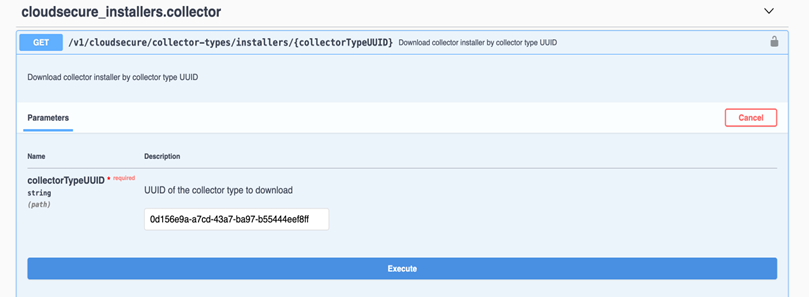 cloudsecure_installers.collector
GET /v1/cloudsecure/collector-types/installers/{collectorTypeUUID} Download collector installer by collector type UUID
Download collector installer by collector type UUID
Parameters Cancel
Name Description
collectorTypeUUID * required
string
(path)
UUID of the collector type to download
0d156e9a-a7cd-43a7-ba97-b55444eef8ff
Execute